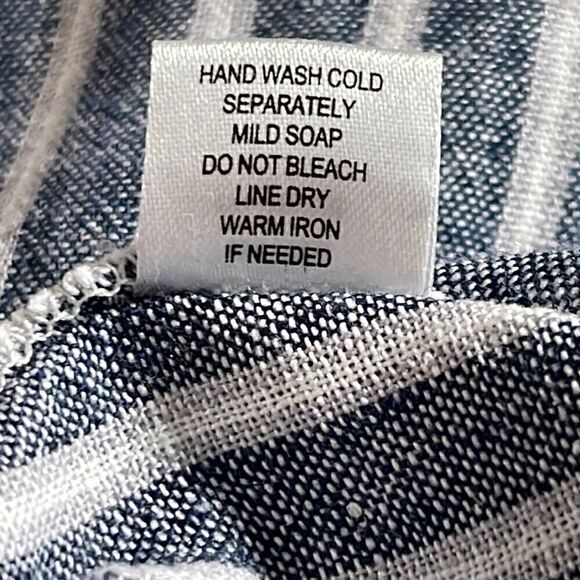 HAND WASH COLD
SEPARATELY
MILD SOAP
DO NOT BLEACH
LINE DRY
WARM IRON
IF NEEDED